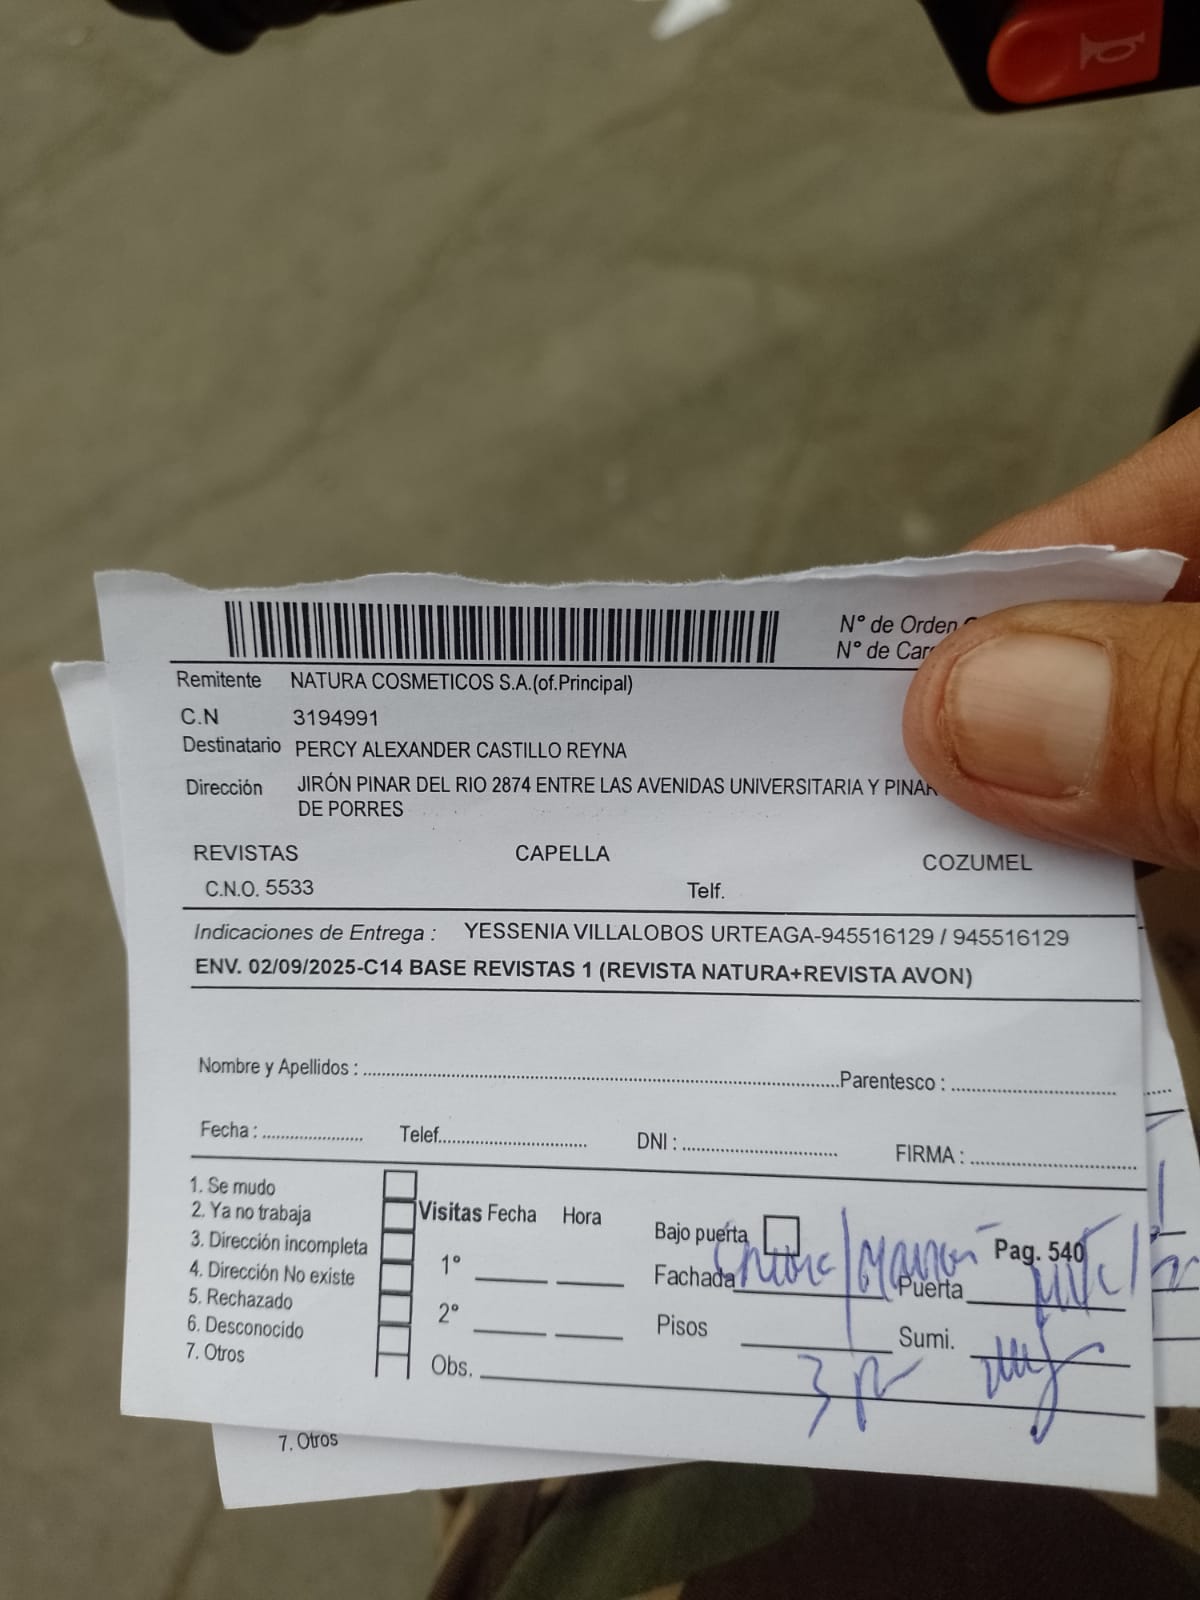 N° de Orden
N° de Car
Remitente NATURA COSMETICOS S.A.(of.Principal)
C.N 3194991
Destinatario PERCY ALEXANDER CASTILLO REYNA
Dirección JIRÓN PINAR DEL RIO 2874 ENTRE LAS AVENIDAS UNIVERSITARIA Y PINAR
DE PORRES
REVISTAS CAPELLA COZUMEL
C.N.O. 5533 Telf.
Indicaciones de Entrega : YESSENIA VILLALOBOS URTEAGA-945516129 / 945516129
ENV. 02/09/2025-C14 BASE REVISTAS 1 (REVISTA NATURA+REVISTA AVON)
Nombre y Apellidos : Parentesco :
Fecha : Telef. DNI : FIRMA :
1. Se mudo
2. Ya no trabaja
3. Dirección incompleta
4. Dirección No existe
5. Rechazado
6. Desconocido
7. Otros
Visitas Fecha Hora
1°
2°
Obs.
Bajo puerta Pag. 540
Fachada Puerta
Pisos Sumi.
3 P
7. Otros